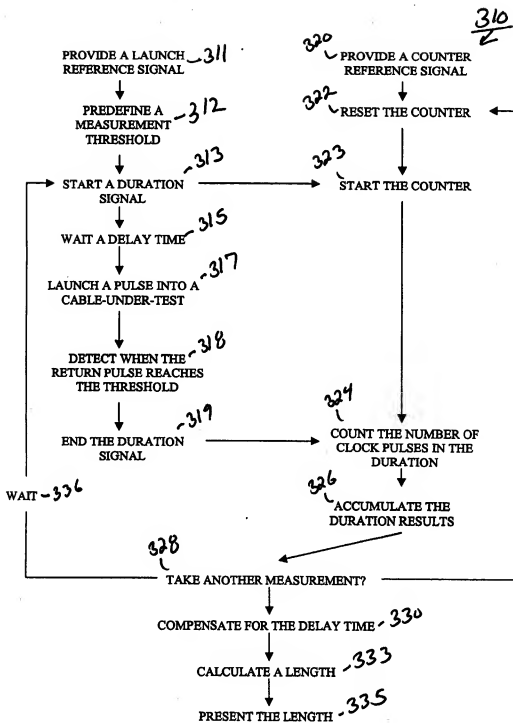 310
PROVIDE A LAUNCH -311
REFERENCE SIGNAL
PREDEFINE A
MEASUREMENT -312
THRESHOLD
313
START A DURATION
SIGNAL
WAIT A DELAY TIME -315
317
LAUNCH A PULSE INTO A
CABLE-UNDER-TEST
318
DETECT WHEN THE
RETURN PULSE REACHES
THE THRESHOLD
319
END THE DURATION
SIGNAL
WAIT -336
320
PROVIDE A COUNTER
REFERENCE SIGNAL
322
RESET THE COUNTER
323
START THE COUNTER
324
COUNT THE NUMBER OF
CLOCK PULSES IN THE
DURATION
326
ACCUMULATE THE
DURATION RESULTS
328
TAKE ANOTHER MEASUREMENT?
COMPENSATE FOR THE DELAY TIME -330
CALCULATE A LENGTH -333
PRESENT THE LENGTH -335